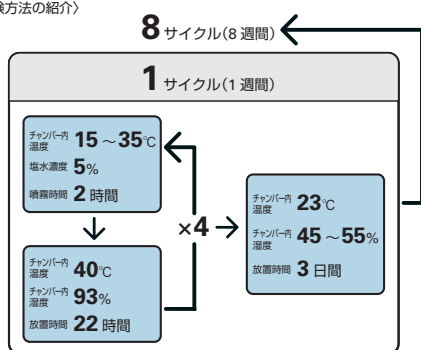 験方法の紹介〉
8サイクル(8週間)
1サイクル(1週間)
チャンバー内温度 15～35℃
塩水濃度 5%
噴霧時間 2時間
チャンバー内温度 40℃
チャンバー内湿度 93%
放置時間 22時間
×4
チャンバー内温度 23℃
チャンバー内湿度 45～55%
放置時間 3日間